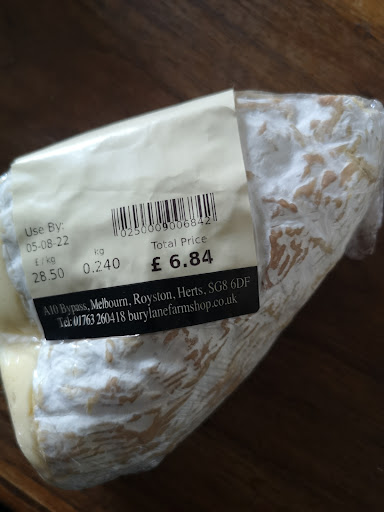 Use By:
05-08-22
0250009006842
£/kg
kg
Total Price
28.50
0.240
£ 6.84
A10 Bypass, Melbourn, Royston, Herts, SG8 6DF
Tel: 01763 260418 burylanefarmshop.co.uk